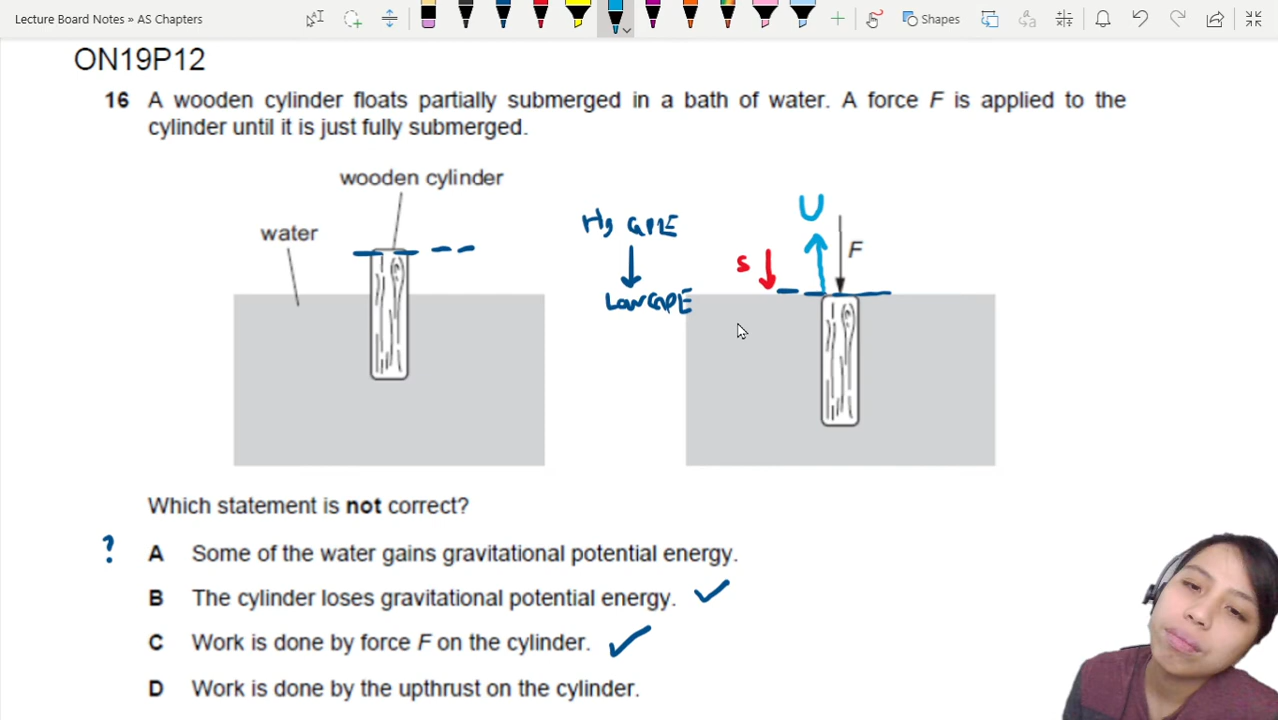 Lecture Board Notes » AS Chapters
Shapes
ON19P12
16 A wooden cylinder floats partially submerged in a bath of water. A force F is applied to the
cylinder until it is just fully submerged.
wooden cylinder
water
U
F
s
Low GPE
Which statement is not correct?
? A Some of the water gains gravitational potential energy.
B The cylinder loses gravitational potential energy. ✓
C Work is done by force F on the cylinder. ✓
D Work is done by the upthrust on the cylinder.